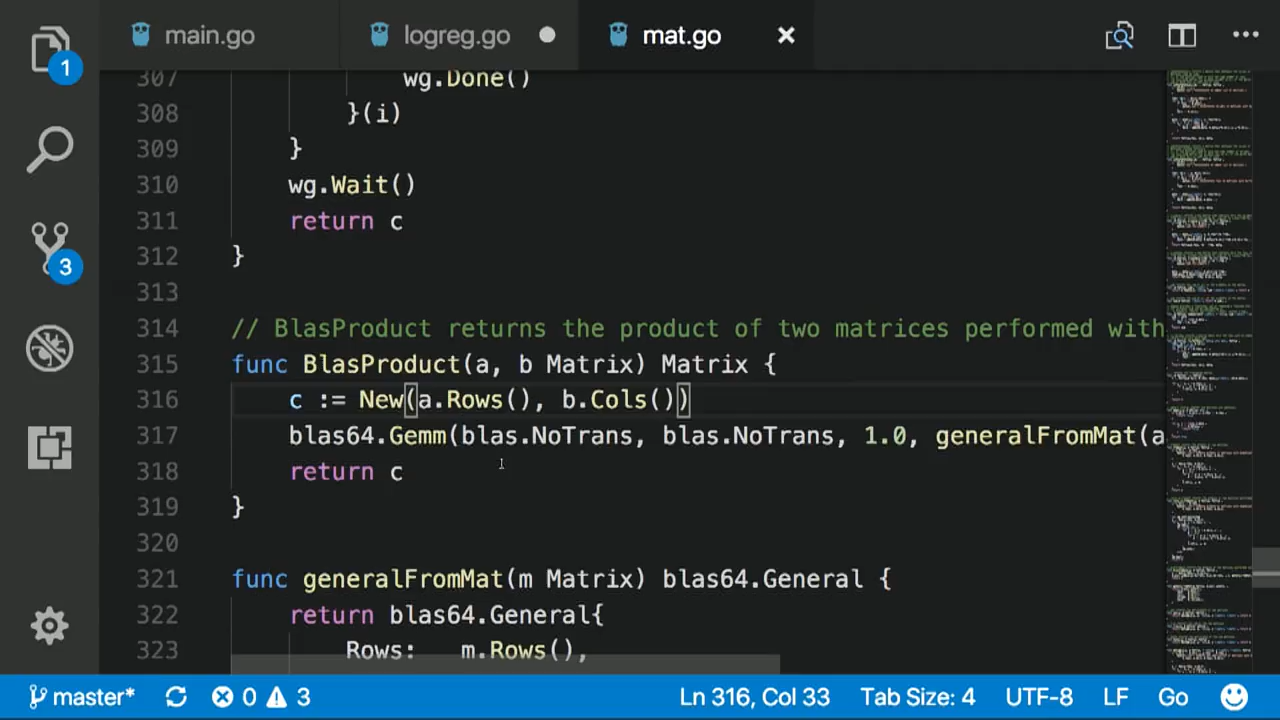 main.go logreg.go mat.go
1
3
307 wg.Done()
308 }(i)
309 }
310 wg.Wait()
311 return c
312 }
313
314 // BlasProduct returns the product of two matrices performed with
315 func BlasProduct(a, b Matrix) Matrix {
316 c := New(a.Rows(), b.Cols())
317 blas64.Gemm(blas.NoTrans, blas.NoTrans, 1.0, generalFromMat(a
318 return c
319 }
320
321 func generalFromMat(m Matrix) blas64.General {
322 return blas64.General{
323 Rows: m.Rows(),
master* 0 3 Ln 316, Col 33 Tab Size: 4 UTF-8 LF Go